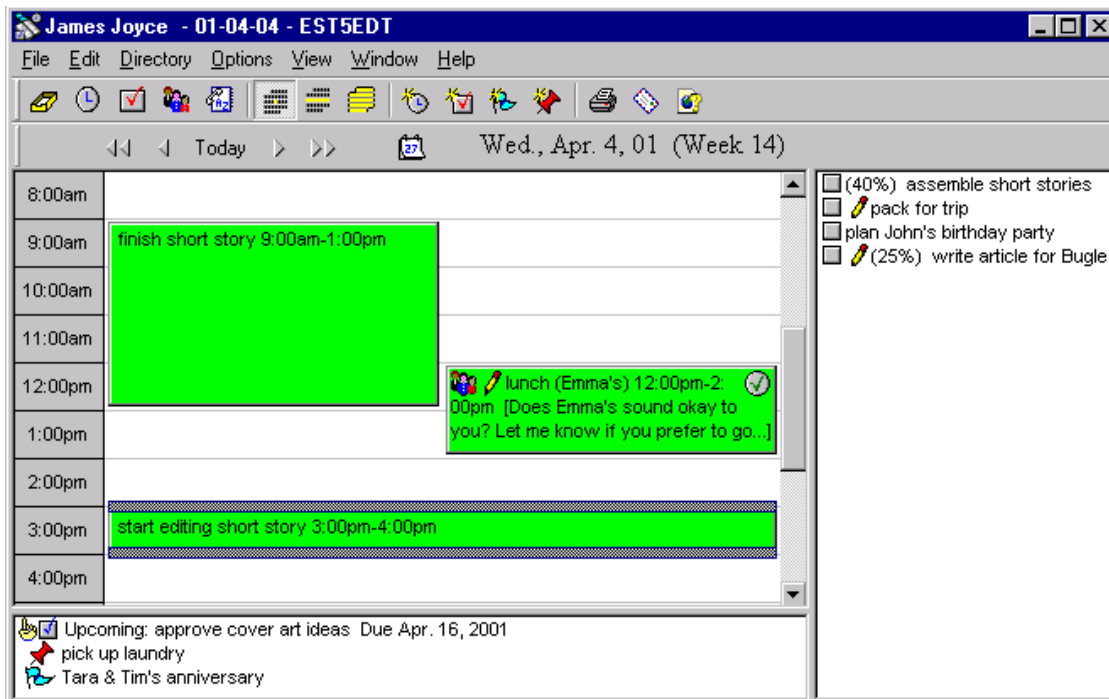 James Joyce - 01-04-04 - EST5EDT
File Edit Directory Options View Window Help
Today
27
Wed., Apr. 4, 01 (Week 14)
8:00am
9:00am
10:00am
11:00am
12:00pm
1:00pm
2:00pm
3:00pm
4:00pm
finish short story 9:00am-1:00pm
lunch (Emma's) 12:00pm-2:
00pm [Does Emma's sound okay to
you? Let me know if you prefer to go...]
start editing short story 3:00pm-4:00pm
(40%) assemble short stories
pack for trip
plan John's birthday party
(25%) write article for Bugle
Upcoming: approve cover art ideas Due Apr. 16, 2001
pick up laundry
Tara & Tim's anniversary